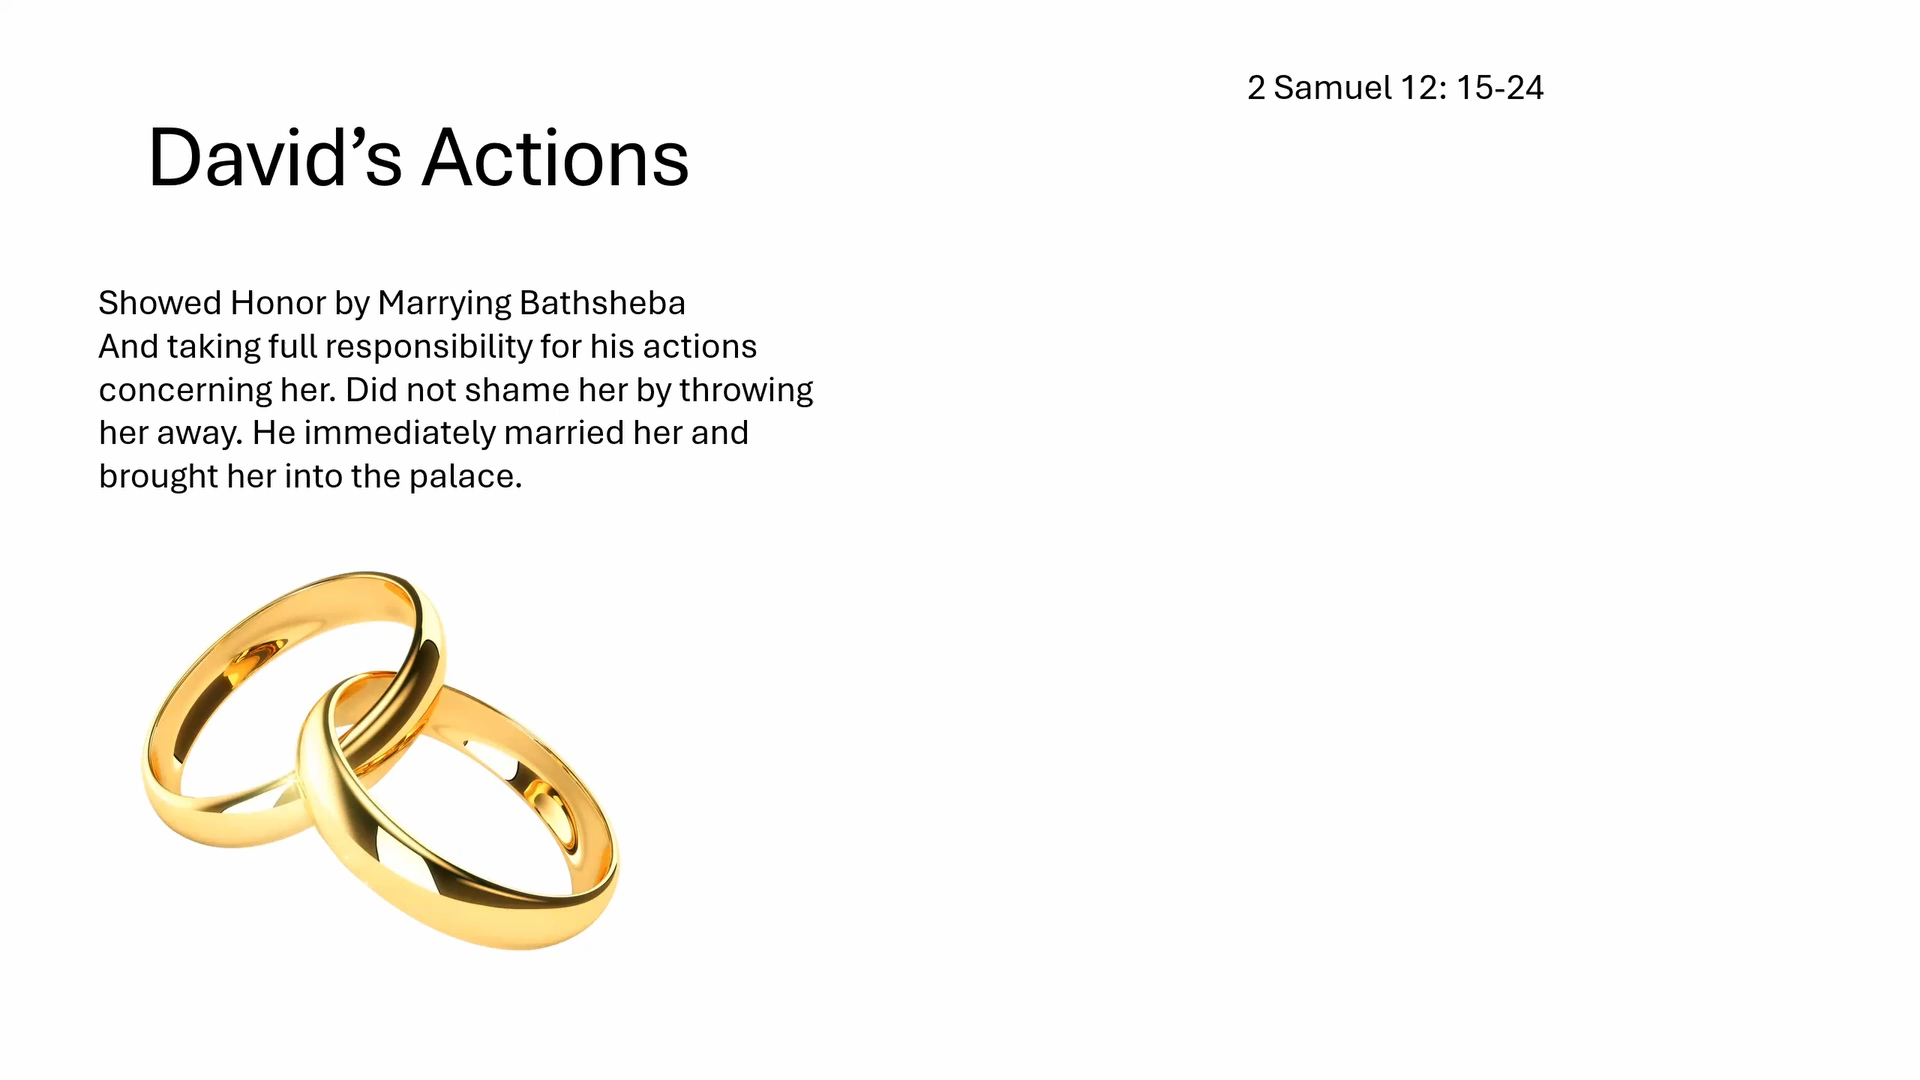 2 Samuel 12: 15-24
David’s Actions
Showed Honor by Marrying Bathsheba
And taking full responsibility for his actions
concerning her. Did not shame her by throwing
her away. He immediately married her and
brought her into the palace.